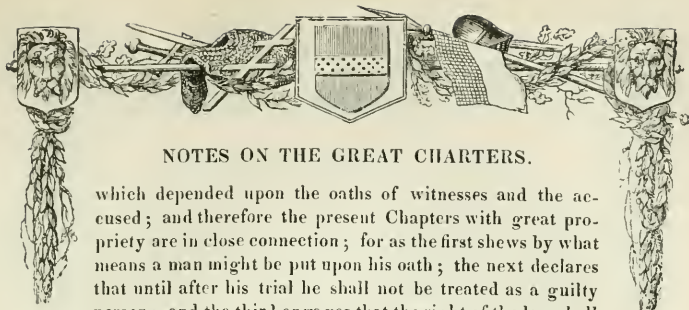 NOTES ON THE GREAT CHARTERS.
which depended upon the oaths of witnesses and the ac-
cused; and therefore the present Chapters with great pro-
priety are in close connection; for as the first shews by what
means a man might be put upon his oath; the next declares
that until after his trial he shall not be treated as a guilty